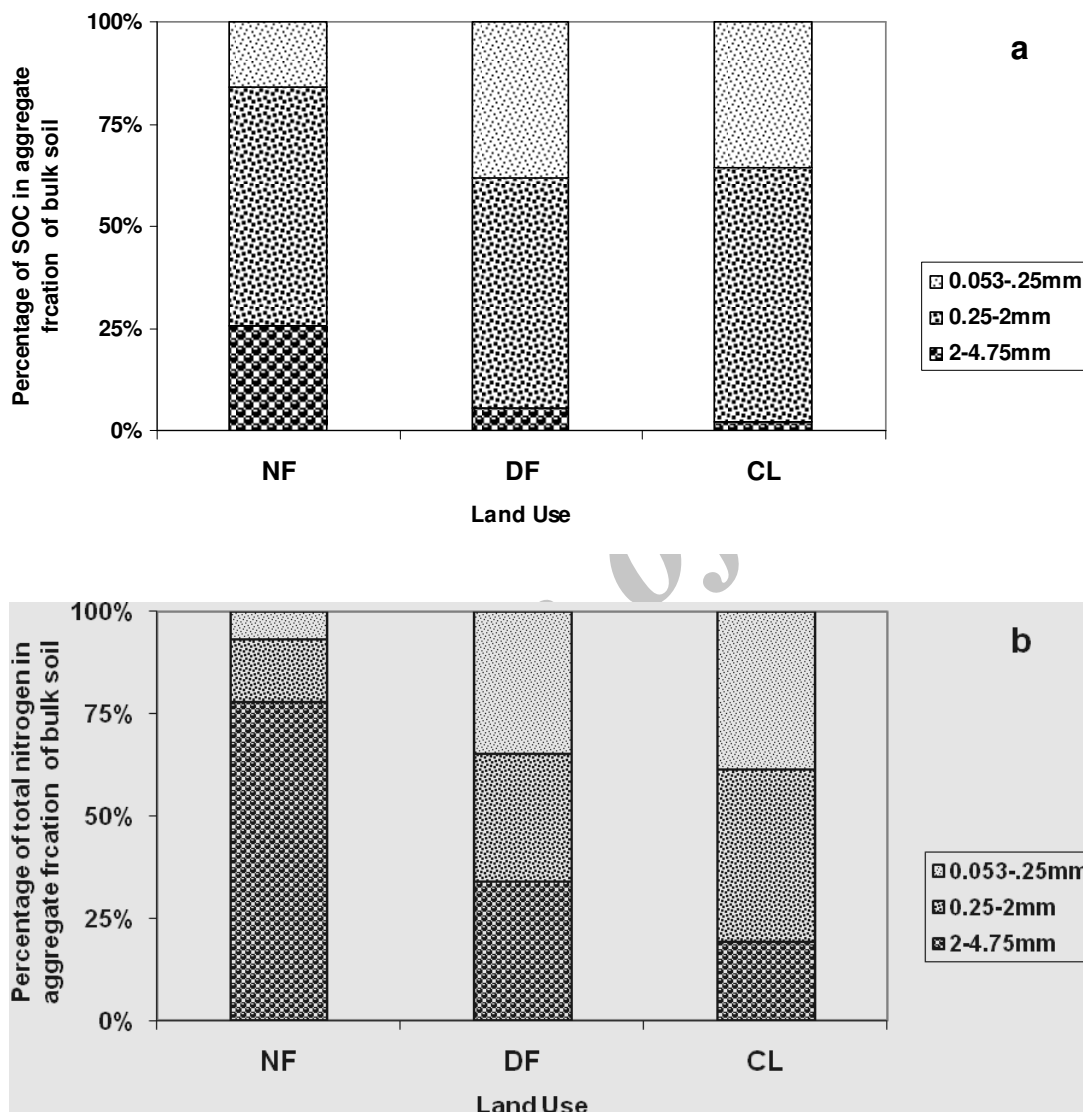 a
100%
75%
50%
25%
0%
Percentage of SOC in aggregate
frcation of bulk soil
NF DF CL
Land Use
0.053-.25mm
0.25-2mm
2-4.75mm
b
100%
75%
50%
25%
0%
Percentage of total nitrogen in
aggregate frcation of bulk soil
NF DF CL
Land Use
0.053-.25mm
0.25-2mm
2-4.75mm